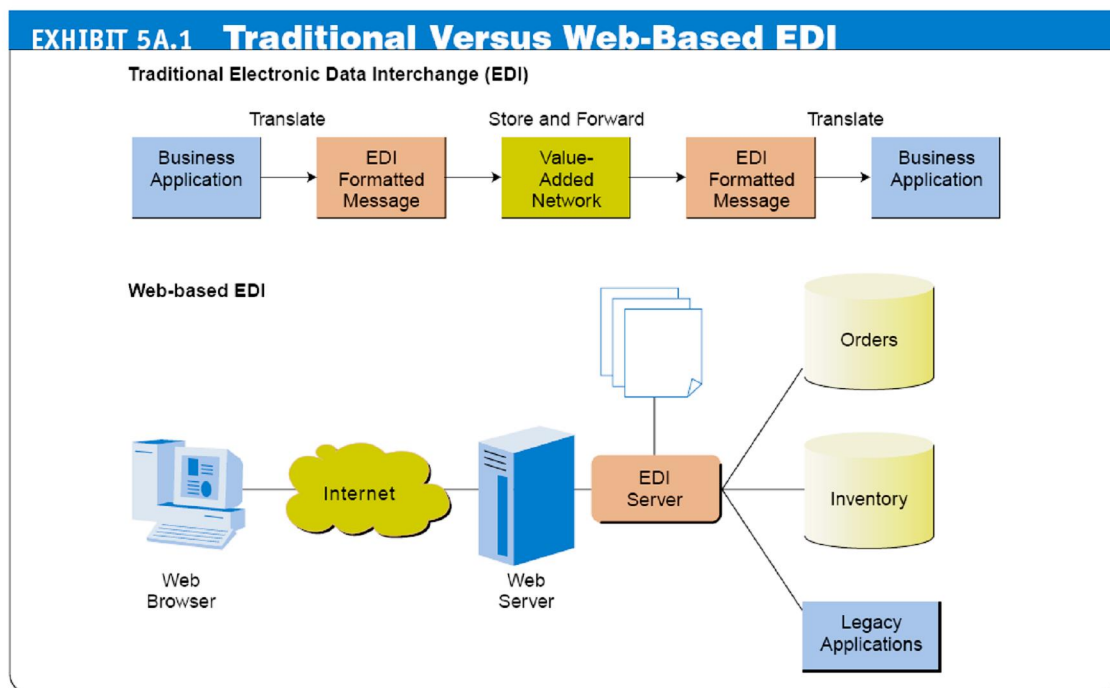 EXHIBIT 5A.1 Traditional Versus Web-Based EDI
Traditional Electronic Data Interchange (EDI)
Translate
Store and Forward
Translate
Business
Application
EDI
Formatted
Message
Value-
Added
Network
EDI
Formatted
Message
Business
Application
Web-based EDI
Orders
Internet
EDI
Server
Inventory
Web
Browser
Web
Server
Legacy
Applications